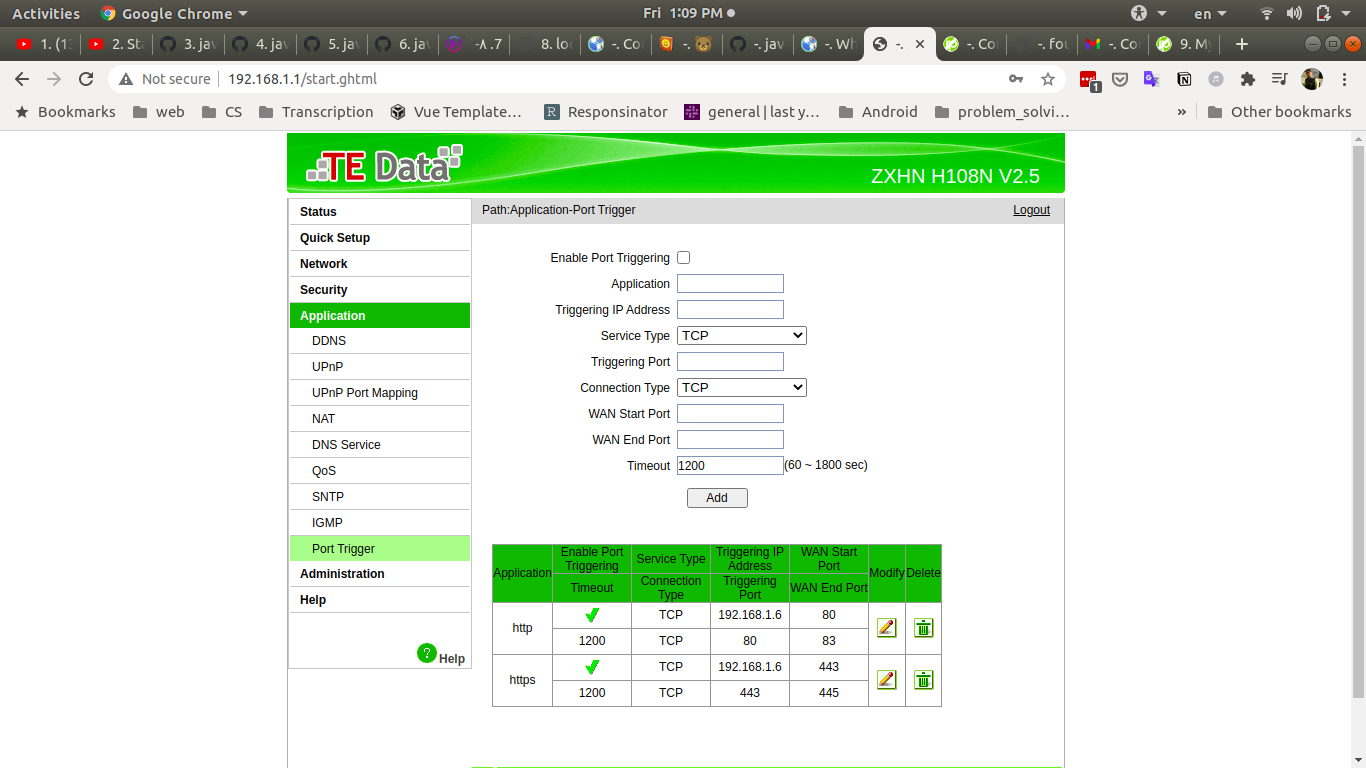 Activities Google Chrome Fri 1:09 PM en
1. (1 2. Sta 3. jav 4. jav 5. jav 6. jav 7. 8. loc -. Co -. -. jav -. Wh -. -. Co -. fou -. Co 9. My
Not secure 192.168.1.1/start.ghtml 1
Bookmarks web CS Transcription Vue Template… R Responsinator general | last y… Android problem_solvi… » Other bookmarks
TE Data
ZXHN H108N V2.5
Path:Application-Port Trigger Logout
Status
Quick Setup
Network
Security
Application
DDNS
UPnP
UPnP Port Mapping
NAT
DNS Service
QoS
SNTP
IGMP
Port Trigger
Administration
Help
? Help
Enable Port Triggering
Application
Triggering IP Address
Service Type TCP
Triggering Port
Connection Type TCP
WAN Start Port
WAN End Port
Timeout 1200 (60 ~ 1800 sec)
Add
Application Enable Port Triggering Service Type Triggering IP Address WAN Start Port Modify Delete
Timeout Connection Type Triggering Port WAN End Port
http TCP 192.168.1.6 80
1200 TCP 80 83
https TCP 192.168.1.6 443
1200 TCP 443 445